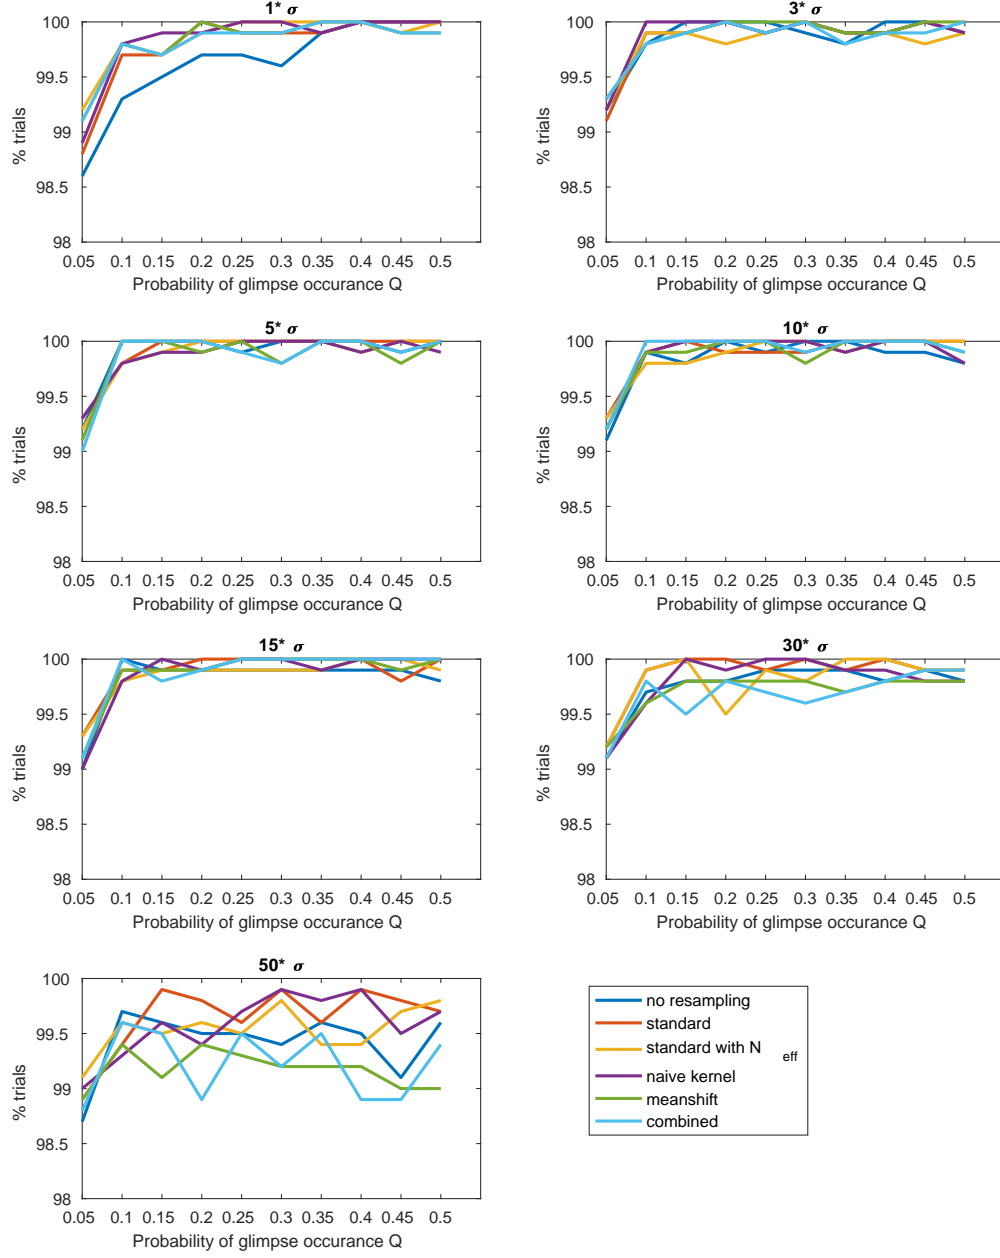 1* σ
100
99.5
99
98.5
98
% trials
0.05 0.1 0.15 0.2 0.25 0.3 0.35 0.4 0.45 0.5
Probability of glimpse occurance Q
3* σ
100
99.5
99
98.5
98
% trials
0.05 0.1 0.15 0.2 0.25 0.3 0.35 0.4 0.45 0.5
Probability of glimpse occurance Q
5* σ
100
99.5
99
98.5
98
% trials
0.05 0.1 0.15 0.2 0.25 0.3 0.35 0.4 0.45 0.5
Probability of glimpse occurance Q
10* σ
100
99.5
99
98.5
98
% trials
0.05 0.1 0.15 0.2 0.25 0.3 0.35 0.4 0.45 0.5
Probability of glimpse occurance Q
15* σ
100
99.5
99
98.5
98
% trials
0.05 0.1 0.15 0.2 0.25 0.3 0.35 0.4 0.45 0.5
Probability of glimpse occurance Q
30* σ
100
99.5
99
98.5
98
% trials
0.05 0.1 0.15 0.2 0.25 0.3 0.35 0.4 0.45 0.5
Probability of glimpse occurance Q
50* σ
100
99.5
99
98.5
98
% trials
0.05 0.1 0.15 0.2 0.25 0.3 0.35 0.4 0.45 0.5
Probability of glimpse occurance Q
no resampling
standard
standard with N eff
naive kernel
meanshift
combined